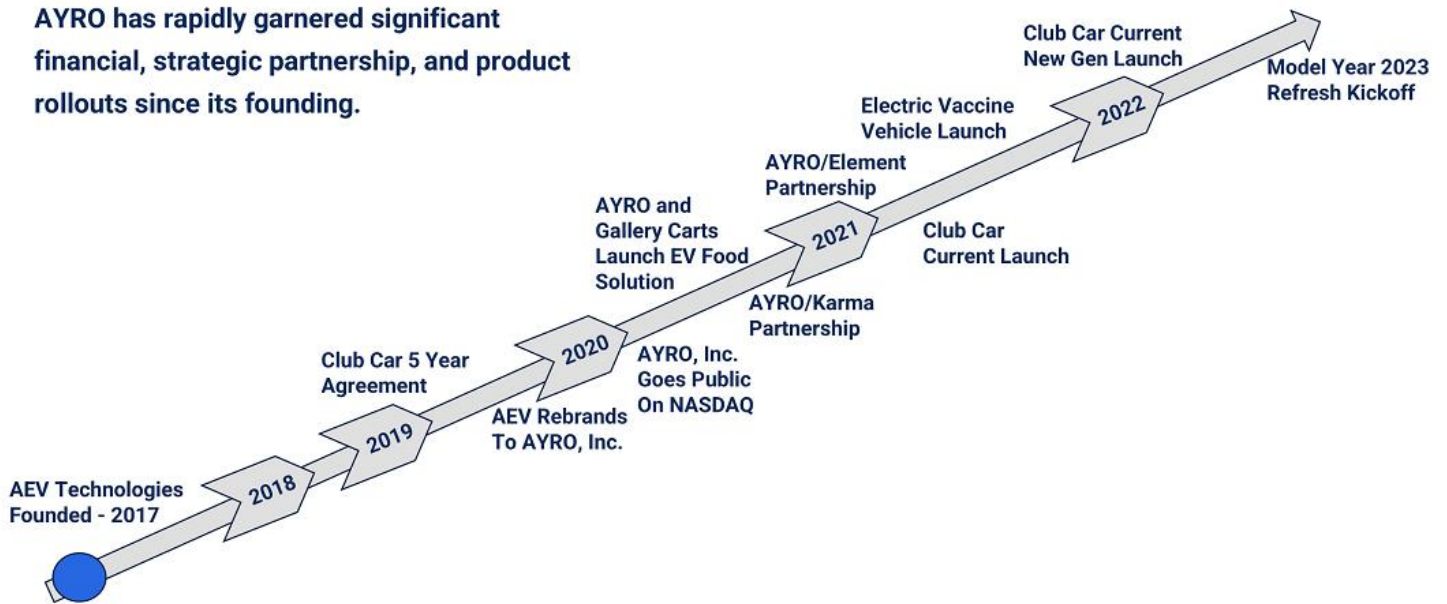 AYRO has rapidly garnered significant
financial, strategic partnership, and product
rollouts since its founding.
AEV Technologies
Founded - 2017
2018
Club Car 5 Year
Agreement
2019
AEV Rebrands
To AYRO, Inc.
2020
AYRO, Inc.
Goes Public
On NASDAQ
AYRO and
Gallery Carts
Launch EV Food
Solution
AYRO/Karma
Partnership
AYRO/Element
Partnership
2021
Electric Vaccine
Vehicle Launch
Club Car
Current Launch
Club Car Current
New Gen Launch
2022
Model Year 2023
Refresh Kickoff